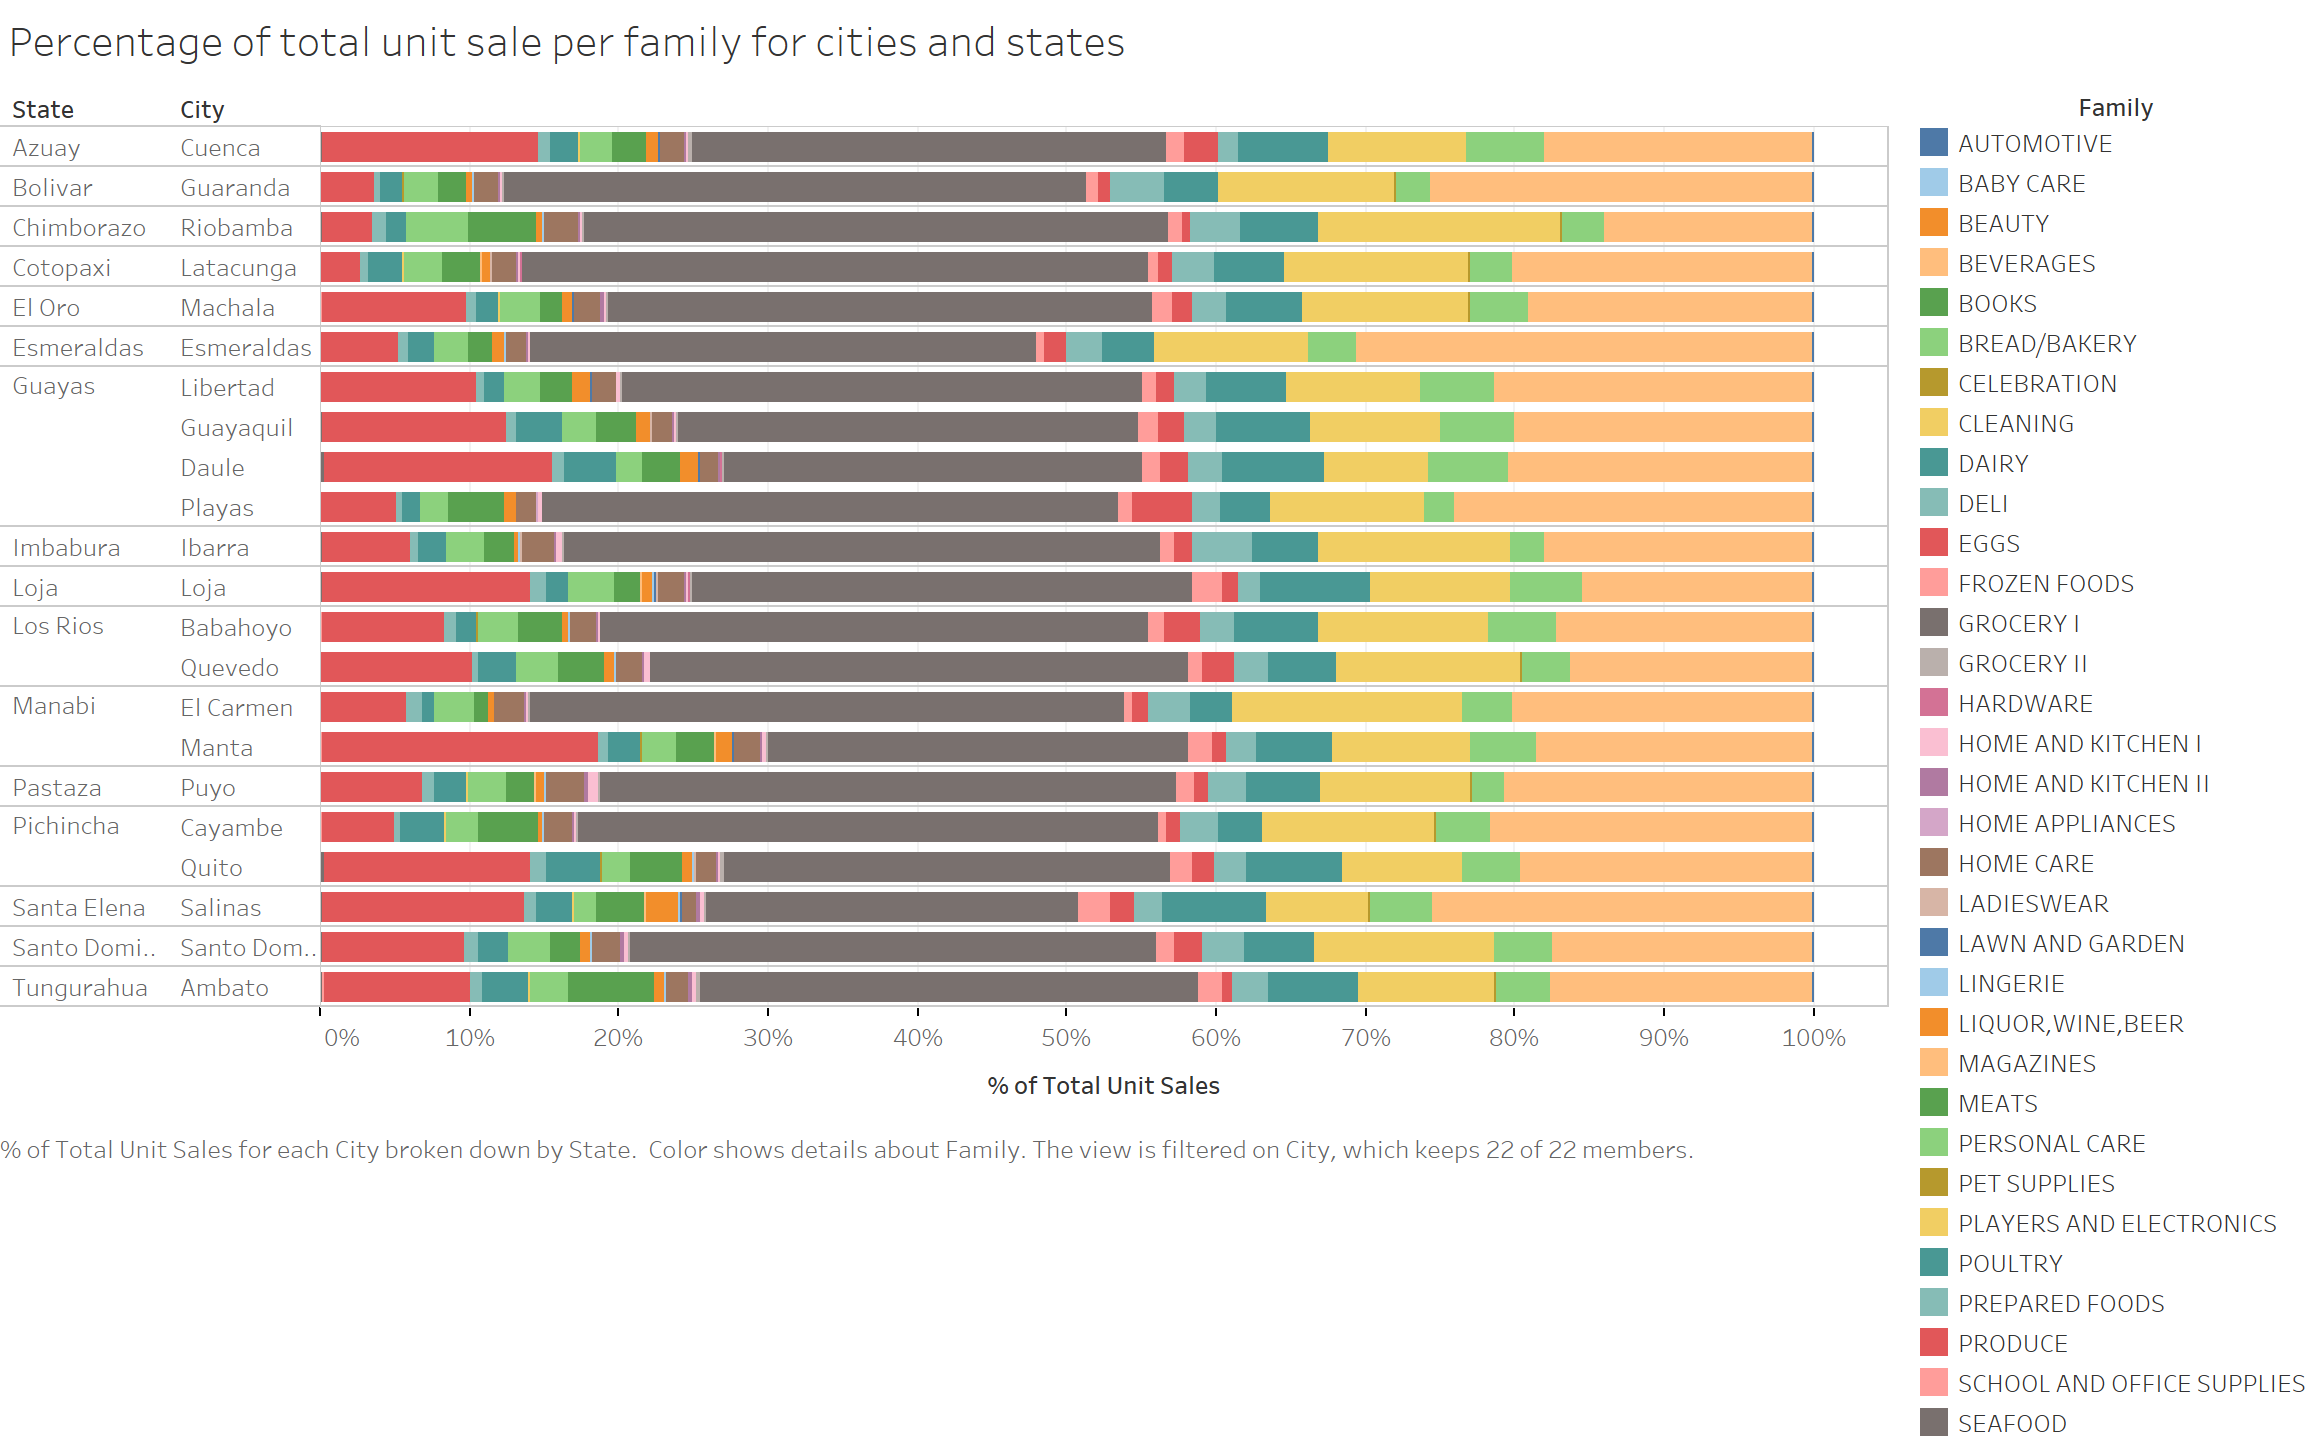 Percentage of total unit sale per family for cities and states
State City Family
Azuay Cuenca
Bolivar Guaranda
Chimborazo Riobamba
Cotopaxi Latacunga
El Oro Machala
Esmeraldas Esmeraldas
Guayas Libertad
Guayaquil
Daule
Playas
Imbabura Ibarra
Loja Loja
Los Rios Babahoyo
Quevedo
Manabi El Carmen
Manta
Pastaza Puyo
Pichincha Cayambe
Quito
Santa Elena Salinas
Santo Domi.. Santo Dom..
Tungurahua Ambato
0% 10% 20% 30% 40% 50% 60% 70% 80% 90% 100%
% of Total Unit Sales
% of Total Unit Sales for each City broken down by State.  Color shows details about Family. The view is filtered on City, which keeps 22 of 22 members.
AUTOMOTIVE
BABY CARE
BEAUTY
BEVERAGES
BOOKS
BREAD/BAKERY
CELEBRATION
CLEANING
DAIRY
DELI
EGGS
FROZEN FOODS
GROCERY I
GROCERY II
HARDWARE
HOME AND KITCHEN I
HOME AND KITCHEN II
HOME APPLIANCES
HOME CARE
LADIESWEAR
LAWN AND GARDEN
LINGERIE
LIQUOR,WINE,BEER
MAGAZINES
MEATS
PERSONAL CARE
PET SUPPLIES
PLAYERS AND ELECTRONICS
POULTRY
PREPARED FOODS
PRODUCE
SCHOOL AND OFFICE SUPPLIES
SEAFOOD